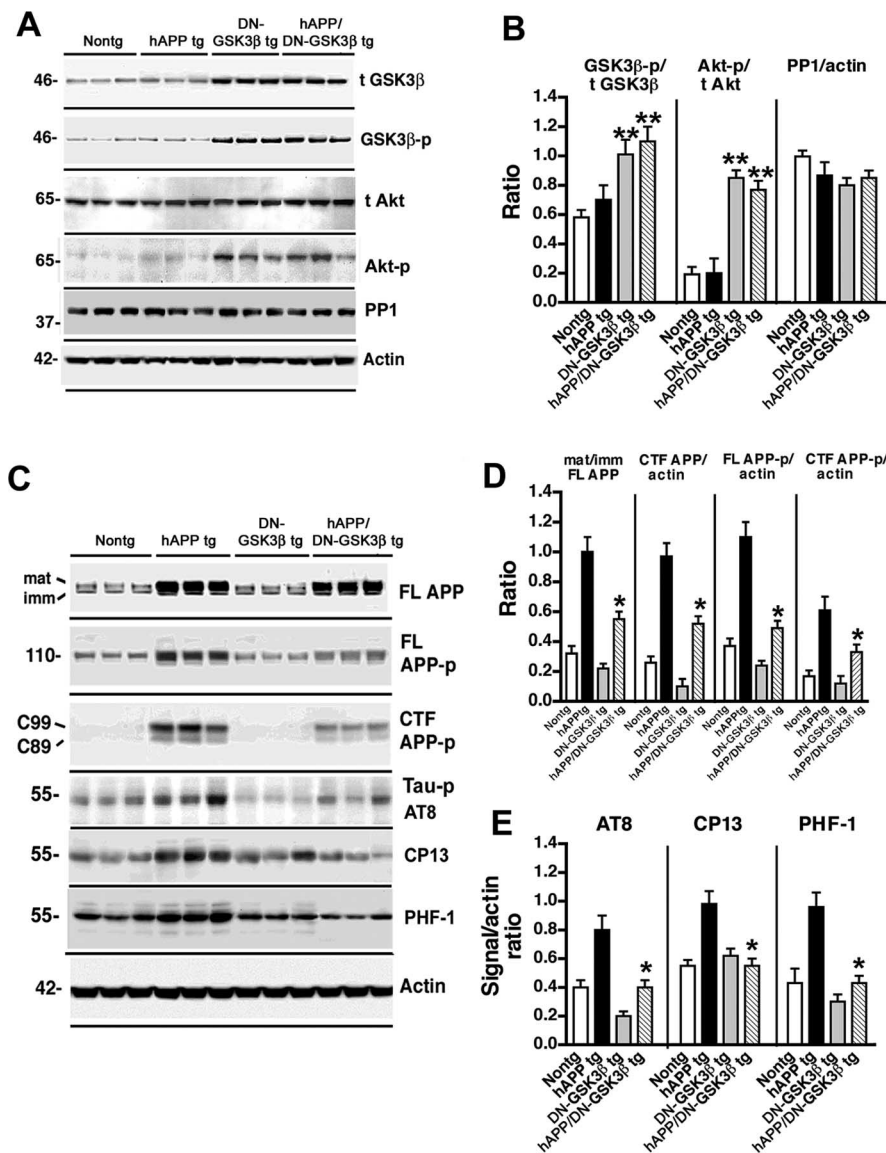 A
Nontg
hAPP tg
DN-
GSK3β tg
hAPP/
DN-GSK3β tg
46-
t GSK3β
46-
GSK3β-p
65-
t Akt
65-
Akt-p
PP1
37-
42-
Actin
B
GSK3β-p/
t GSK3β
Akt-p/
t Akt
PP1/actin
Ratio
1.4
1.2
1.0
0.8
0.6
0.4
0.2
0.0
** **
** **
Nontg
hAPP tg
DN-GSK3β tg
hAPP/DN-GSK3β tg
Nontg
hAPP tg
DN-GSK3β tg
hAPP/DN-GSK3β tg
Nontg
hAPP tg
DN-GSK3β tg
hAPP/DN-GSK3β tg
C
Nontg
hAPP tg
DN-
GSK3β tg
hAPP/
DN-GSK3β tg
mat
imm
FL APP
110-
FL
APP-p
C99
C89
CTF
APP-p
55-
Tau-p
AT8
55-
CP13
55-
PHF-1
42-
Actin
D
mat/imm
FL APP
CTF APP/
actin
FL APP-p/
actin
CTF APP-p/
actin
Ratio
1.4
1.2
1.0
0.8
0.6
0.4
0.2
0.0
*
*
*
*
Nontg
hAPPtg
DN-GSK3β tg
hAPP/DN-GSK3β tg
Nontg
hAPPtg
DN-GSK3β tg
hAPP/DN-GSK3β tg
Nontg
hAPPtg
DN-GSK3β tg
hAPP/DN-GSK3β tg
Nontg
hAPPtg
DN-GSK3β tg
hAPP/DN-GSK3β tg
E
AT8
CP13
PHF-1
Signal/actin
ratio
1.4
1.2
1.0
0.8
0.6
0.4
0.2
0.0
*
*
*
Nontg
hAPP tg
DN-GSK3β tg
hAPP/DN-GSK3β tg
Nontg
hAPP tg
DN-GSK3β tg
hAPP/DN-GSK3β tg
Nontg
hAPP tg
DN-GSK3β tg
hAPP/DN-GSK3β tg